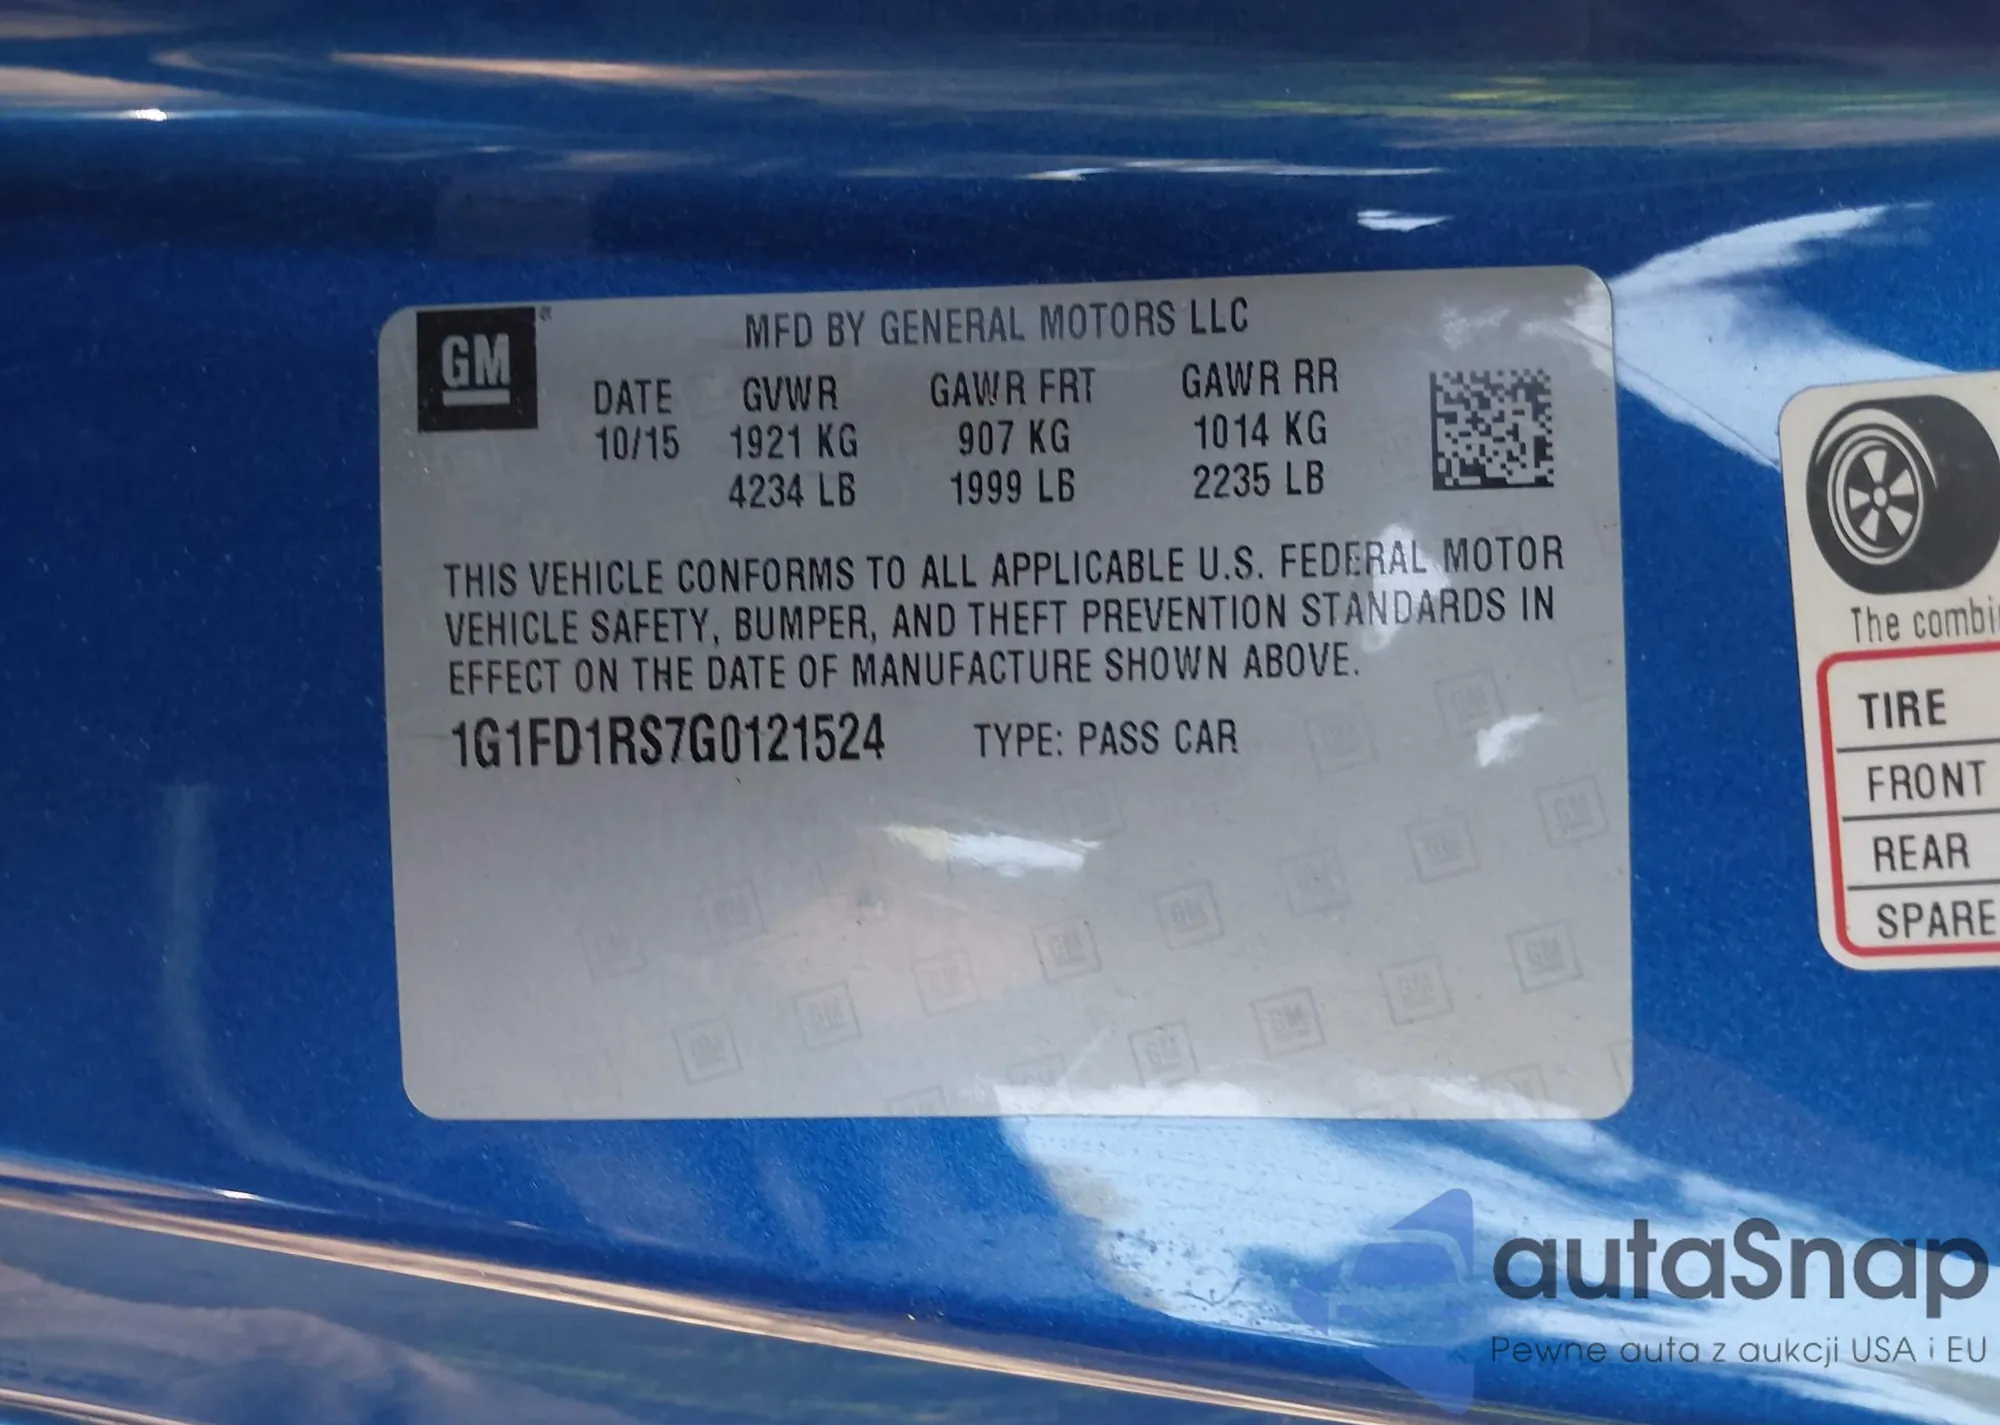 GM
MFD BY GENERAL MOTORS LLC
DATE GVWR GAWR FRT GAWR RR
10/15 1921 KG 907 KG 1014 KG
4234 LB 1999 LB 2235 LB
THIS VEHICLE CONFORMS TO ALL APPLICABLE U.S. FEDERAL MOTOR
VEHICLE SAFETY, BUMPER, AND THEFT PREVENTION STANDARDS IN
EFFECT ON THE DATE OF MANUFACTURE SHOWN ABOVE.
1G1FD1RS7G0121524 TYPE: PASS CAR
The combi
TIRE
FRONT
REAR
SPARE
autaSnap
Pewne auta z aukcji USA i EU